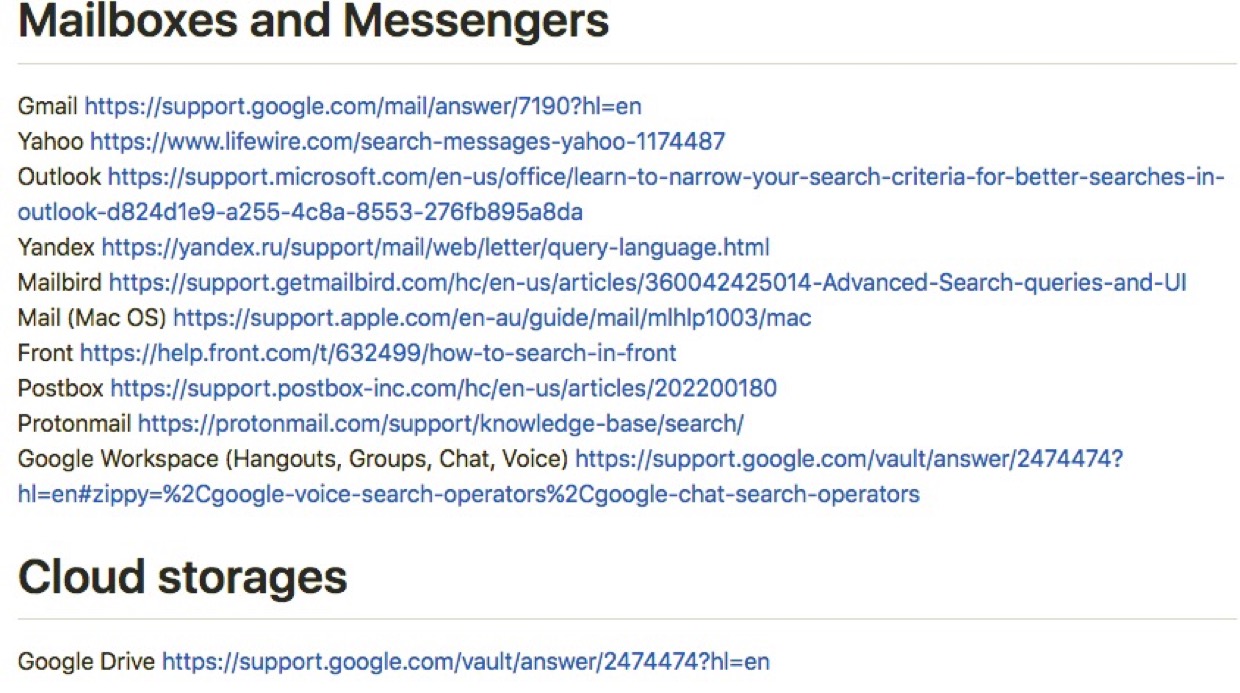 Mailboxes and Messengers
Gmail https://support.google.com/mail/answer/7190?hl=en
Yahoo https://www.lifewire.com/search-messages-yahoo-1174487
Outlook https://support.microsoft.com/en-us/office/learn-to-narrow-your-search-criteria-for-better-searches-in-
outlook-d824d1e9-a255-4c8a-8553-276fb895a8da
Yandex https://yandex.ru/support/mail/web/letter/query-language.html
Mailbird https://support.getmailbird.com/hc/en-us/articles/360042425014-Advanced-Search-queries-and-UI
Mail (Mac OS) https://support.apple.com/en-au/guide/mail/mlhlp1003/mac
Front https://help.front.com/t/632499/how-to-search-in-front
Postbox https://support.postbox-inc.com/hc/en-us/articles/202200180
Protonmail https://protonmail.com/support/knowledge-base/search/
Google Workspace (Hangouts, Groups, Chat, Voice) https://support.google.com/vault/answer/2474474?
hl=en#zippy=%2Cgoogle-voice-search-operators%2Cgoogle-chat-search-operators
Cloud storages
Google Drive https://support.google.com/vault/answer/2474474?hl=en